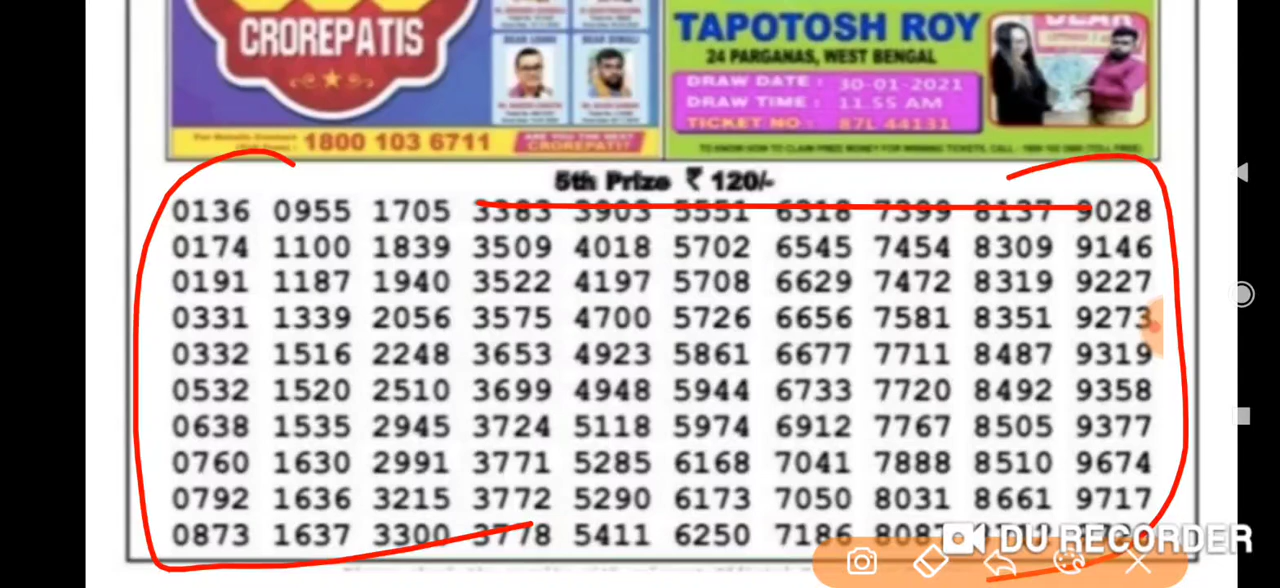 CROREPATIS
1800 103 6711
ARE YOU THE NEXT
CROREPATI?
TAPOTOSH ROY
24 PARGANAS, WEST BENGAL
DRAW DATE : 30-01-2021
DRAW TIME : 11.55 AM
TICKET NO : 87L 44131
5th Prize ₹ 120/-
0136 0955 1705 3383 3903 5551 6318 7399 8137 9028
0174 1100 1839 3509 4018 5702 6545 7454 8309 9146
0191 1187 1940 3522 4197 5708 6629 7472 8319 9227
0331 1339 2056 3575 4700 5726 6656 7581 8351 9273
0332 1516 2248 3653 4923 5861 6677 7711 8487 9319
0532 1520 2510 3699 4948 5944 6733 7720 8492 9358
0638 1535 2945 3724 5118 5974 6912 7767 8505 9377
0760 1630 2991 3771 5285 6168 7041 7888 8510 9674
0792 1636 3215 3772 5290 6173 7050 8031 8661 9717
0873 1637 3300 3778 5411 6250 7186
DU RECORDER